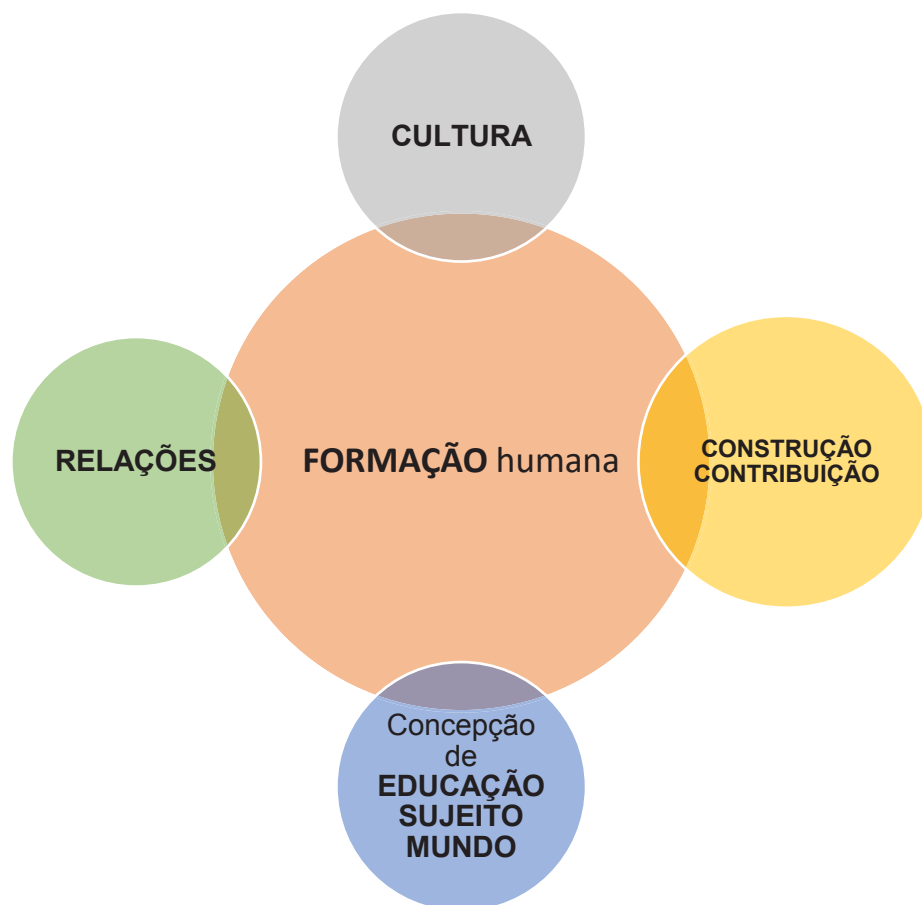 CULTURA
RELAÇÕES
FORMAÇÃO humana
CONSTRUÇÃO
CONTRIBUIÇÃO
Concepção
de
EDUCAÇÃO
SUJEITO
MUNDO